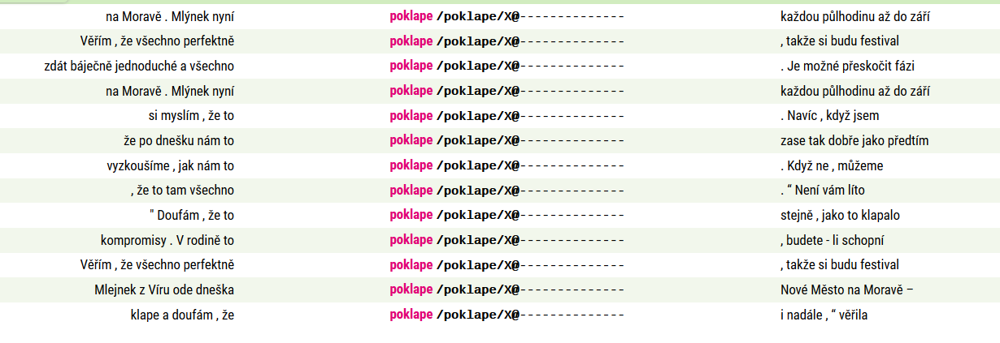 na Moravě . Mlýnek nyní poklape /poklape/X@-------------- každou půlhodinu až do září
Věřím , že všechno perfektně poklape /poklape/X@-------------- , takže si budu festival
zdát báječně jednoduché a všechno poklape /poklape/X@-------------- . Je možné přeskočit fázi
na Moravě . Mlýnek nyní poklape /poklape/X@-------------- každou půlhodinu až do září
si myslím , že to poklape /poklape/X@-------------- . Navíc , když jsem
že po dnešku nám to poklape /poklape/X@-------------- zase tak dobře jako předtím
vyzkoušíme , jak nám to poklape /poklape/X@-------------- . Když ne , můžeme
, že to tam všechno poklape /poklape/X@-------------- . “ Není vám líto
" Doufám , že to poklape /poklape/X@-------------- stejně , jako to klapalo
kompromisy . V rodině to poklape /poklape/X@-------------- , budete - li schopní
Věřím , že všechno perfektně poklape /poklape/X@-------------- , takže si budu festival
Mlejnek z Víru ode dneška poklape /poklape/X@-------------- Nové Město na Moravě –
klape a doufám , že poklape /poklape/X@-------------- i nadále , “ věřila